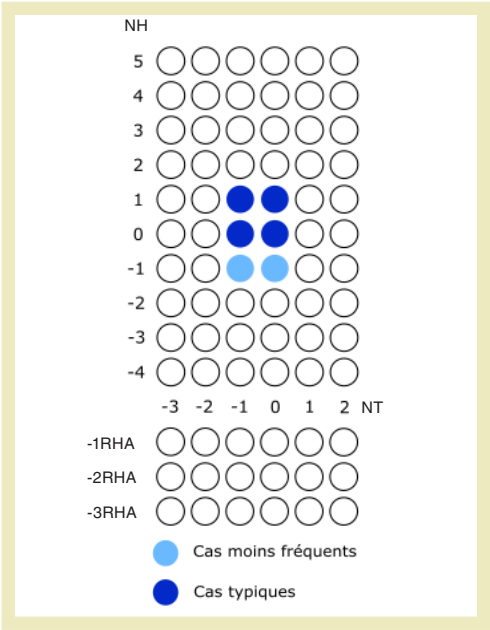 NH
5
4
3
2
1
0
-1
-2
-3
-4
-3 -2 -1 0 1 2 NT
-1RHA
-2RHA
-3RHA
Cas moins fréquents
Cas typiques